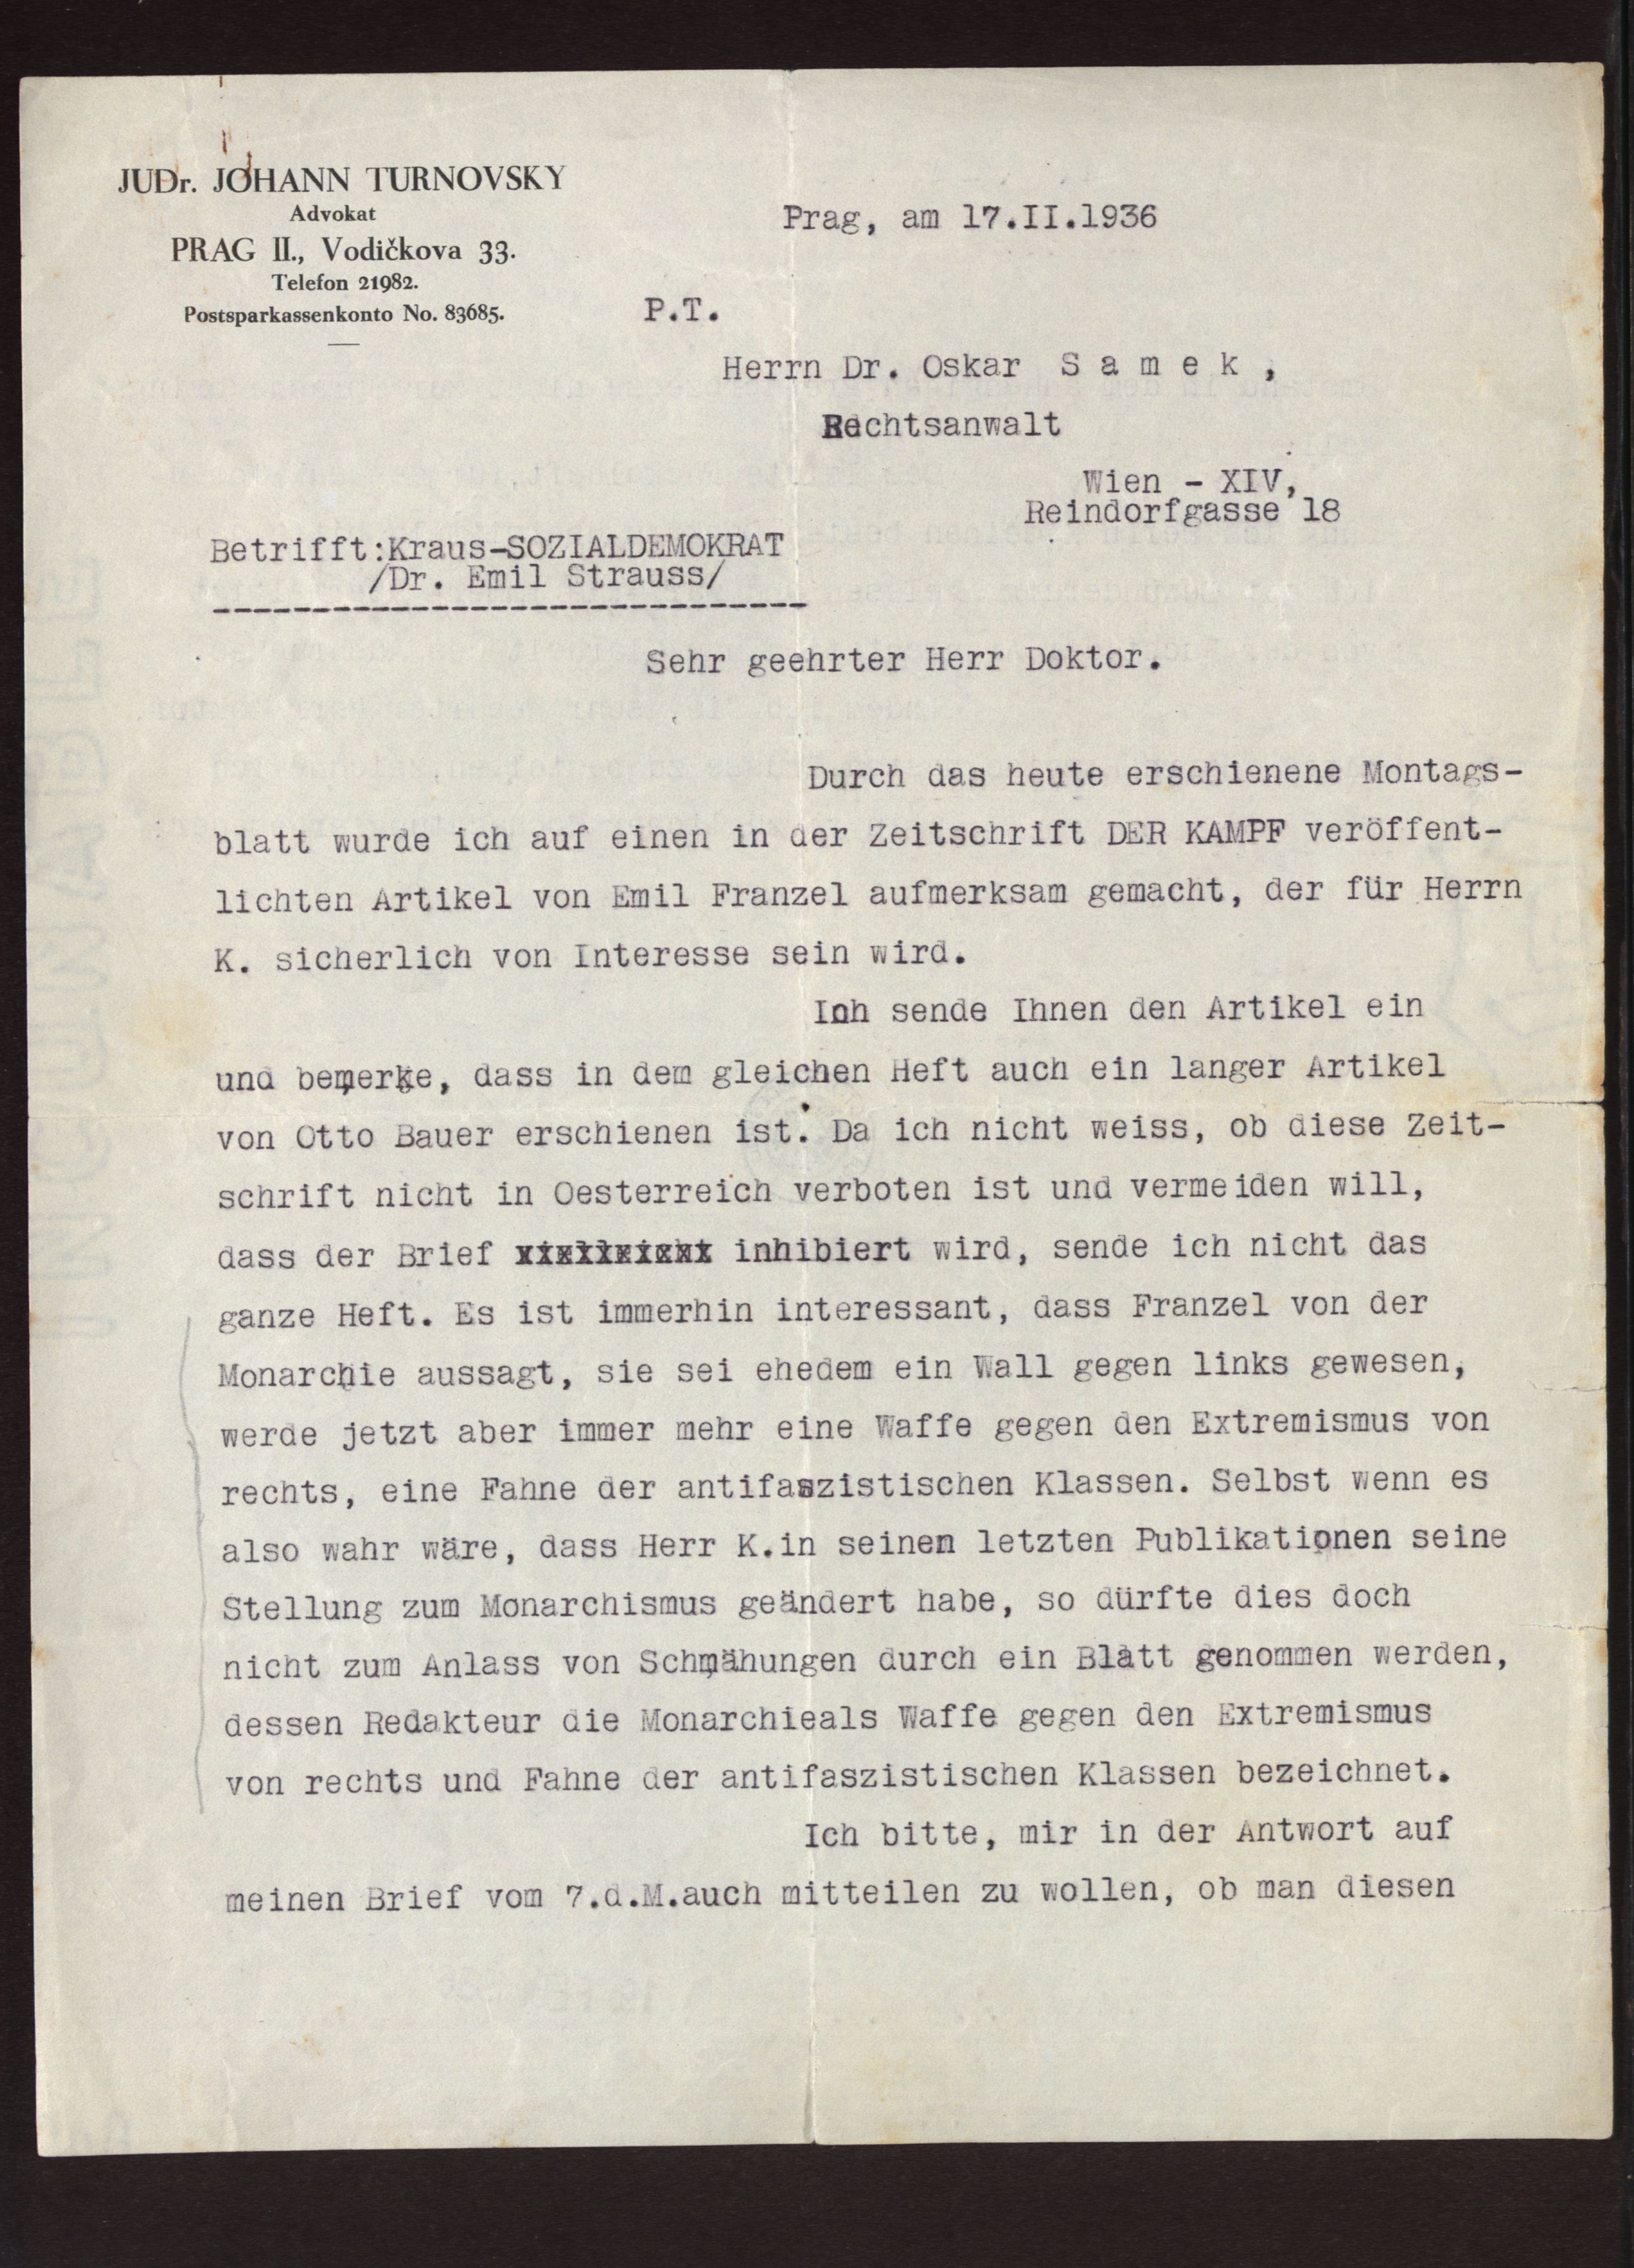 JUDr. JOHANN TURNOVSKY
Advokat
PRAG II., Vodičkova 33.
Telefon 21982.
Postsparkassenkonto No. 83685.
Prag, am 17.II.1936
P.T.
Herrn Dr. Oskar S a m e k ,
Rechtsanwalt
Wien - XIV,
Reindorfgasse 18
Betrifft:Kraus-SOZIALDEMOKRAT
/Dr. Emil Strauss/
------------------------------
Sehr geehrter Herr Doktor.
Durch das heute erschienene Montags-
blatt wurde ich auf einen in der Zeitschrift DER KAMPF veröffent-
lichten Artikel von Emil Franzel aufmerksam gemacht, der für Herrn
K. sicherlich von Interesse sein wird.
Ich sende Ihnen den Artikel ein
und bemerke, dass in dem gleichen Heft auch ein langer Artikel
von Otto Bauer erschienen ist. Da ich nicht weiss, ob diese Zeit-
schrift nicht in Oesterreich verboten ist und vermeiden will,
dass der Brief vielleicht inhibiert wird, sende ich nicht das
ganze Heft. Es ist immerhin interessant, dass Franzel von der
Monarchie aussagt, sie sei ehedem ein Wall gegen links gewesen,
werde jetzt aber immer mehr eine Waffe gegen den Extremismus von
rechts, eine Fahne der antifaszistischen Klassen. Selbst wenn es
also wahr wäre, dass Herr K.in seinen letzten Publikationen seine
Stellung zum Monarchismus geändert habe, so dürfte dies doch
nicht zum Anlass von Schmähungen durch ein Blatt genommen werden,
dessen Redakteur die Monarchieals Waffe gegen den Extremismus
von rechts und Fahne der antifaszistischen Klassen bezeichnet.
Ich bitte, mir in der Antwort auf
meinen Brief vom 7.d.M.auch mitteilen zu wollen, ob man diesen